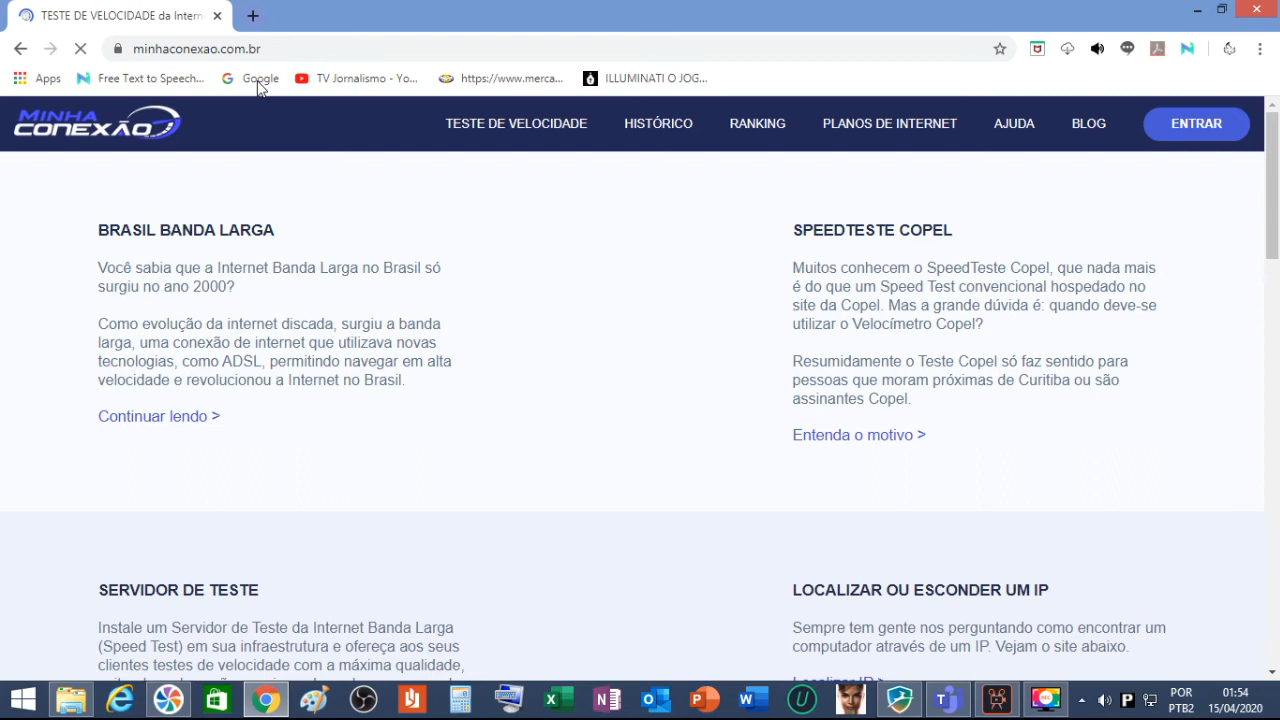 TESTE DE VELOCIDADE da Intern
minhaconexao.com.br
Apps
Free Text to Speech...
Google
TV Jornalismo - Yo...
https://www.merca...
ILLUMINATI O JOG...
MINHA
CONEXÃO
TESTE DE VELOCIDADE
HISTÓRICO
RANKING
PLANOS DE INTERNET
AJUDA
BLOG
ENTRAR
BRASIL BANDA LARGA
Você sabia que a Internet Banda Larga no Brasil só
surgiu no ano 2000?
Como evolução da internet discada, surgiu a banda
larga, uma conexão de internet que utilizava novas
tecnologias, como ADSL, permitindo navegar em alta
velocidade e revolucionou a Internet no Brasil.
Continuar lendo >
SPEEDTESTE COPEL
Muitos conhecem o SpeedTeste Copel, que nada mais
é do que um Speed Test convencional hospedado no
site da Copel. Mas a grande dúvida é: quando deve-se
utilizar o Velocímetro Copel?
Resumidamente o Teste Copel só faz sentido para
pessoas que moram próximas de Curitiba ou são
assinantes Copel.
Entenda o motivo >
SERVIDOR DE TESTE
Instale um Servidor de Teste da Internet Banda Larga
(Speed Test) em sua infraestrutura e ofereça aos seus
clientes testes de velocidade com a máxima qualidade,
LOCALIZAR OU ESCONDER UM IP
Sempre tem gente nos perguntando como encontrar um
computador através de um IP. Vejam o site abaixo.
Localizar IP >
POR
PTB2
01:54
15/04/2020